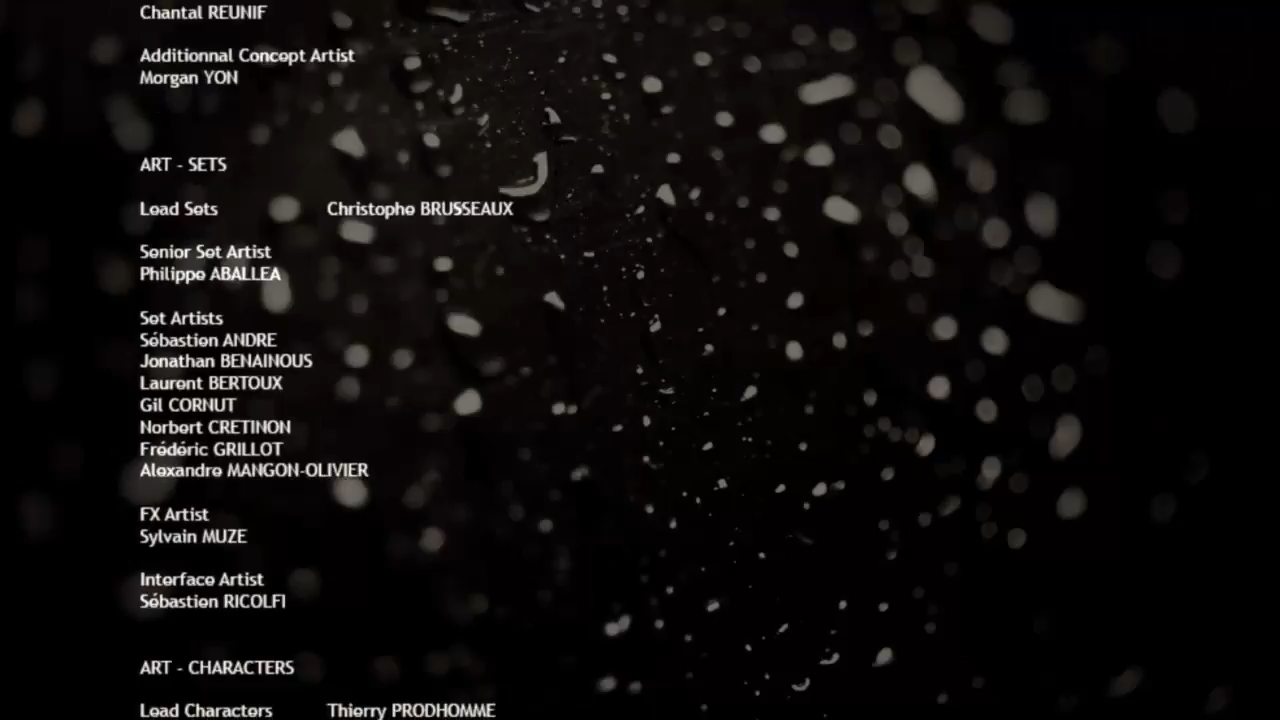 Chantal REUNIF
Additionnal Concept Artist
Morgan YON
ART - SETS
Lead Sets Christophe BRUSSEAUX
Senior Set Artist
Philippe ABALLEA
Set Artists
Sébastien ANDRE
Jonathan BENAINOUS
Laurent BERTOUX
Gil CORNUT
Norbert CRETINON
Frédéric GRILLOT
Alexandre MANGON-OLIVIER
FX Artist
Sylvain MUZE
Interface Artist
Sébastien RICOLFI
ART - CHARACTERS
Lead Characters Thierry PRODHOMME